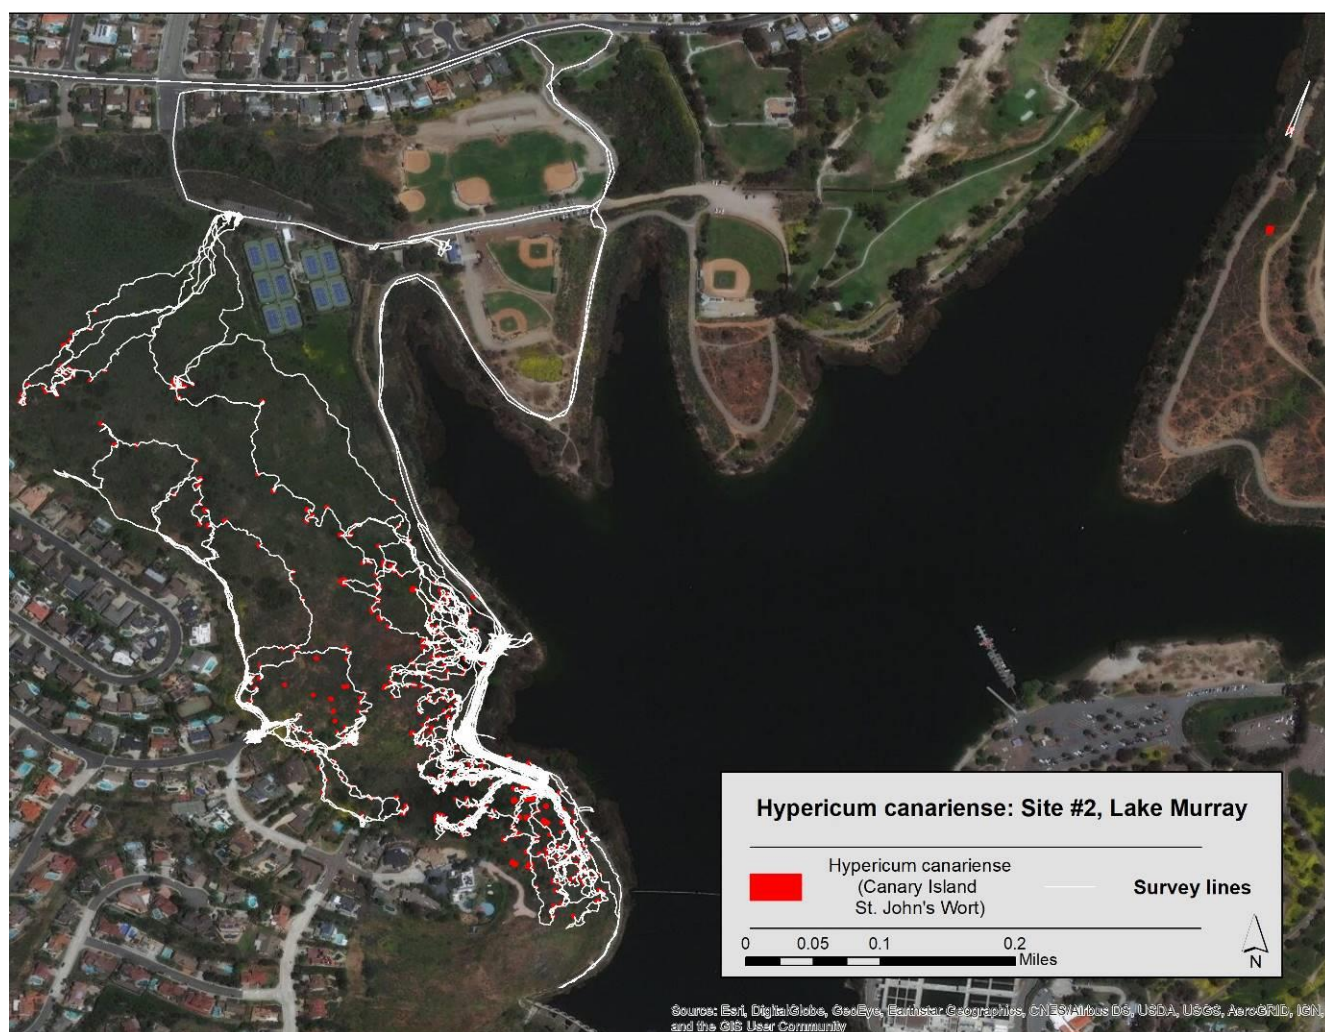 Hypericum canariense: Site #2, Lake Murray
Hypericum canariense
(Canary Island
St. John's Wort)
Survey lines
0 0.05 0.1 0.2
Miles
N
Source: Esri, DigitalGlobe, GeoEye, Earthstar Geographics, CNES/Airbus DS, USDA, USGS, AeroGRID, IGN,
and the GIS User Community